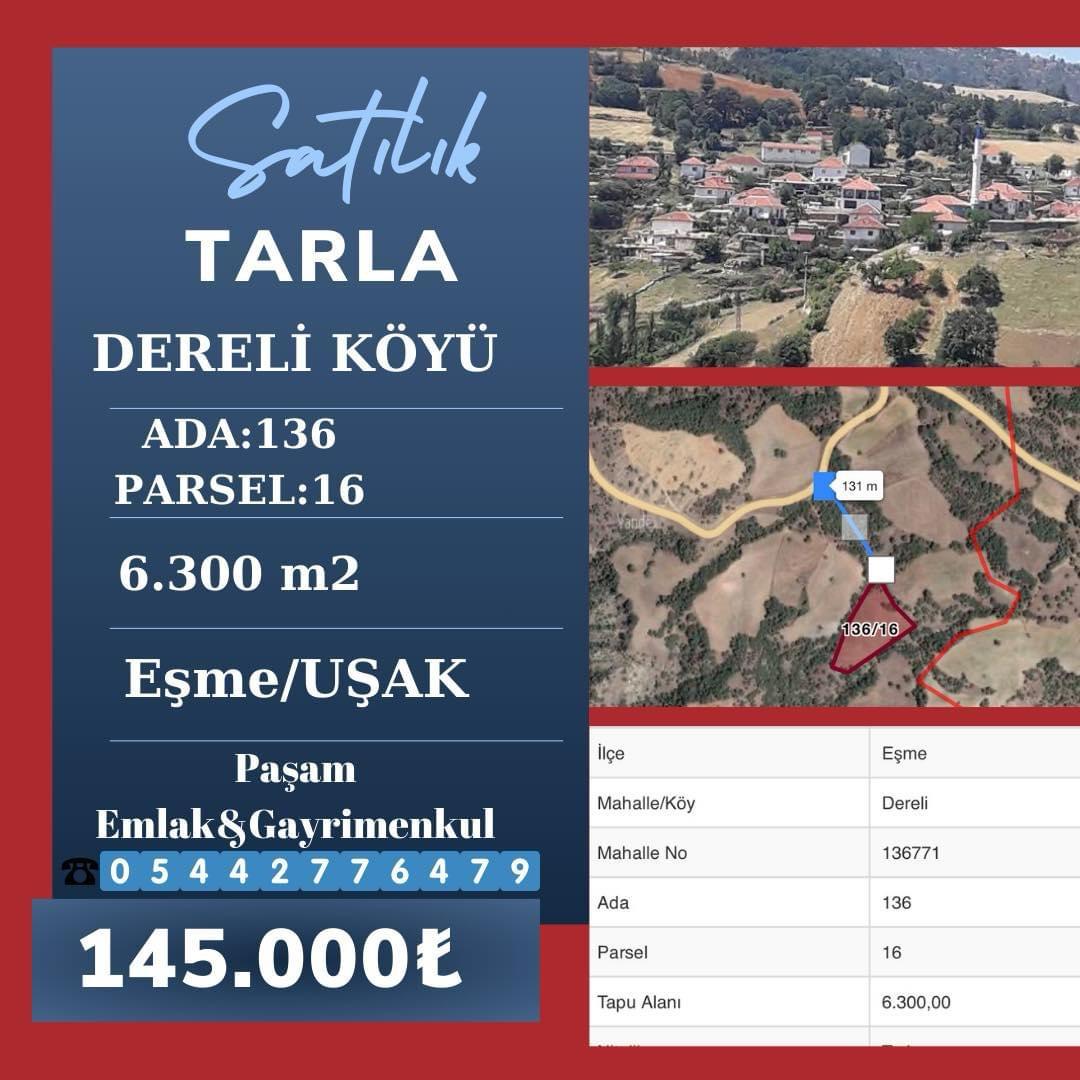 Satılık
TARLA
DERELİ KÖYÜ
ADA:136
PARSEL:16
6.300 m2
Eşme/UŞAK
Paşam
Emlak&Gayrimenkul
☎05442776479
145.000₺
131 m
136/16
İlçe Eşme
Mahalle/Köy Dereli
Mahalle No 136771
Ada 136
Parsel 16
Tapu Alanı 6.300,00